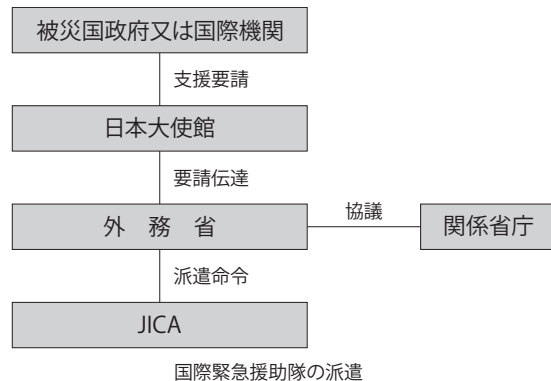 被災国政府又は国際機関
支援要請
日本大使館
要請伝達
外　務　省
協議
関係省庁
派遣命令
JICA
国際緊急援助隊の派遣